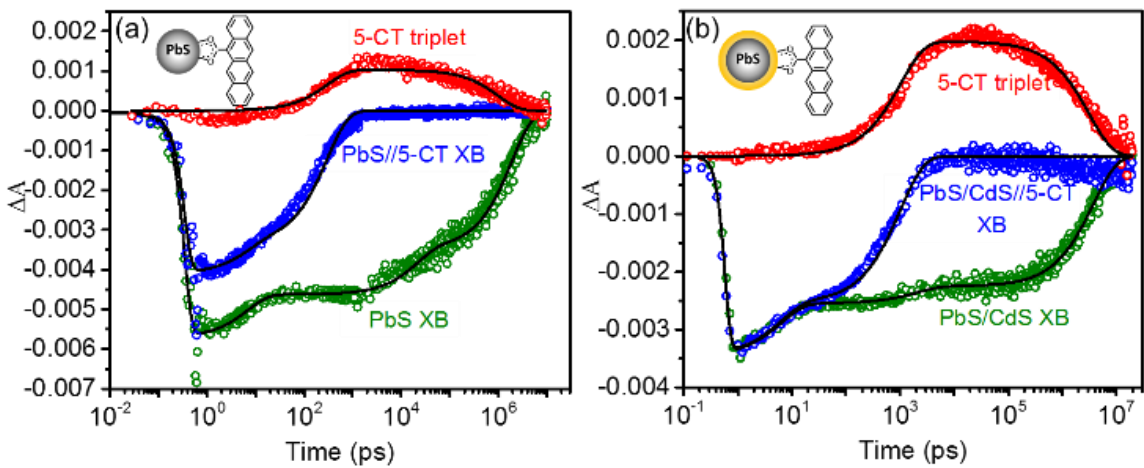 (a)
PbS
5-CT triplet
PbS//5-CT XB
PbS XB
0.002
0.001
0.000
-0.001
-0.002
-0.003
-0.004
-0.005
-0.006
-0.007
ΔA
10-2 100 102 104 106
Time (ps)
(b)
PbS
5-CT triplet
PbS/CdS//5-CT
XB
PbS/CdS XB
0.002
0.001
0.000
-0.001
-0.002
-0.003
-0.004
ΔA
10-1 101 103 105 107
Time (ps)